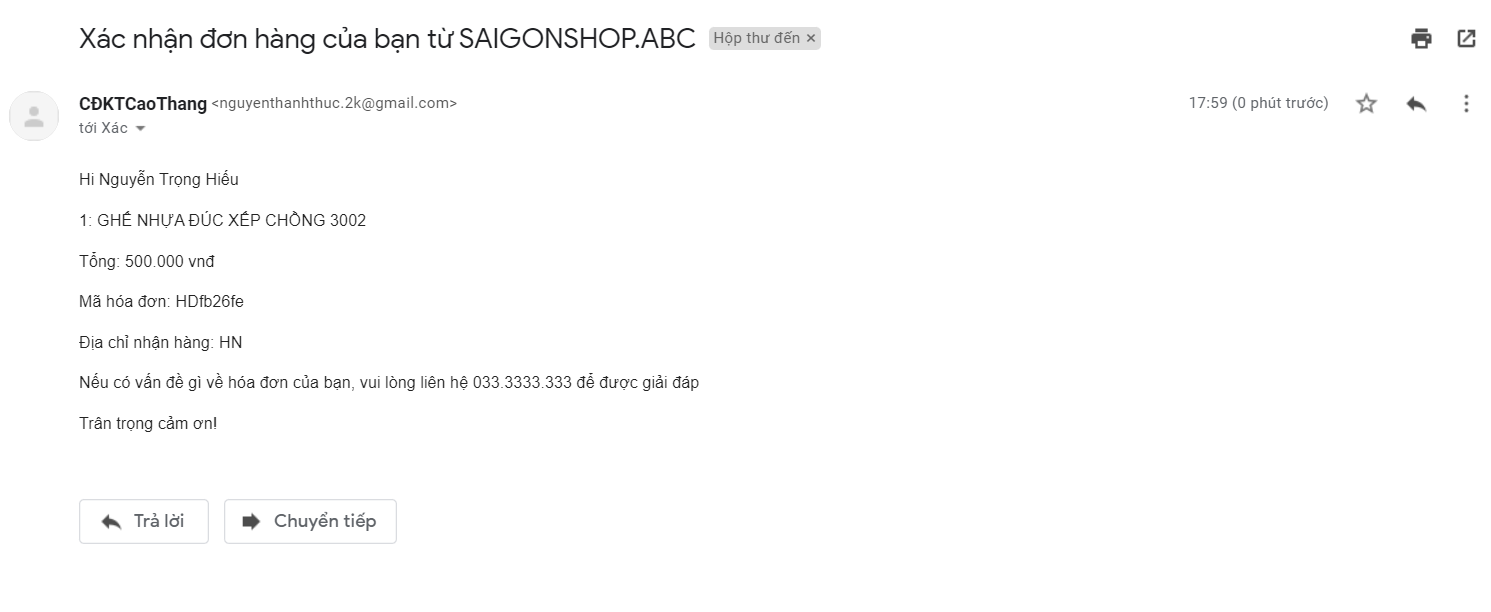 Xác nhận đơn hàng của bạn từ SAIGONSHOP.ABC Hộp thư đến ×
CĐKTCaoThang <nguyenthanhthuc.2k@gmail.com> 17:59 (0 phút trước)
tới Xác
Hi Nguyễn Trọng Hiếu
1: GHẾ NHỰA ĐÚC XẾP CHỒNG 3002
Tổng: 500.000 vnđ
Mã hóa đơn: HDfb26fe
Địa chỉ nhận hàng: HN
Nếu có vấn đề gì về hóa đơn của bạn, vui lòng liên hệ 033.3333.333 để được giải đáp
Trân trọng cảm ơn!
Trả lời Chuyển tiếp